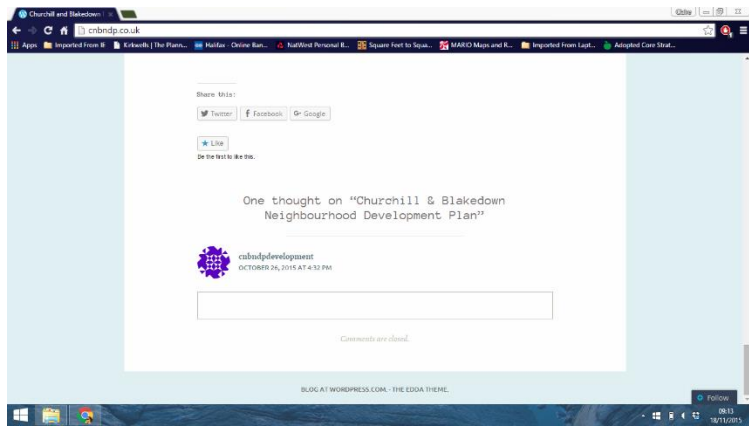 Churchill and Blakedown
cnbndp.co.uk
Apps Imported From IE Kirkwells | The Plann... Halifax - Online Ban... NatWest Personal B... Square Feet to Squa... MARIO Maps and R... Imported From Lapt... Adopted Core Strat...
Share this:
Twitter Facebook Google
Like
Be the first to like this.
One thought on “Churchill & Blakedown
Neighbourhood Development Plan”
cnbndpdevelopment
OCTOBER 26, 2015 AT 4:32 PM
Comments are closed.
BLOG AT WORDPRESS.COM. - THE EDDA THEME.
Follow
09:13
18/11/2015